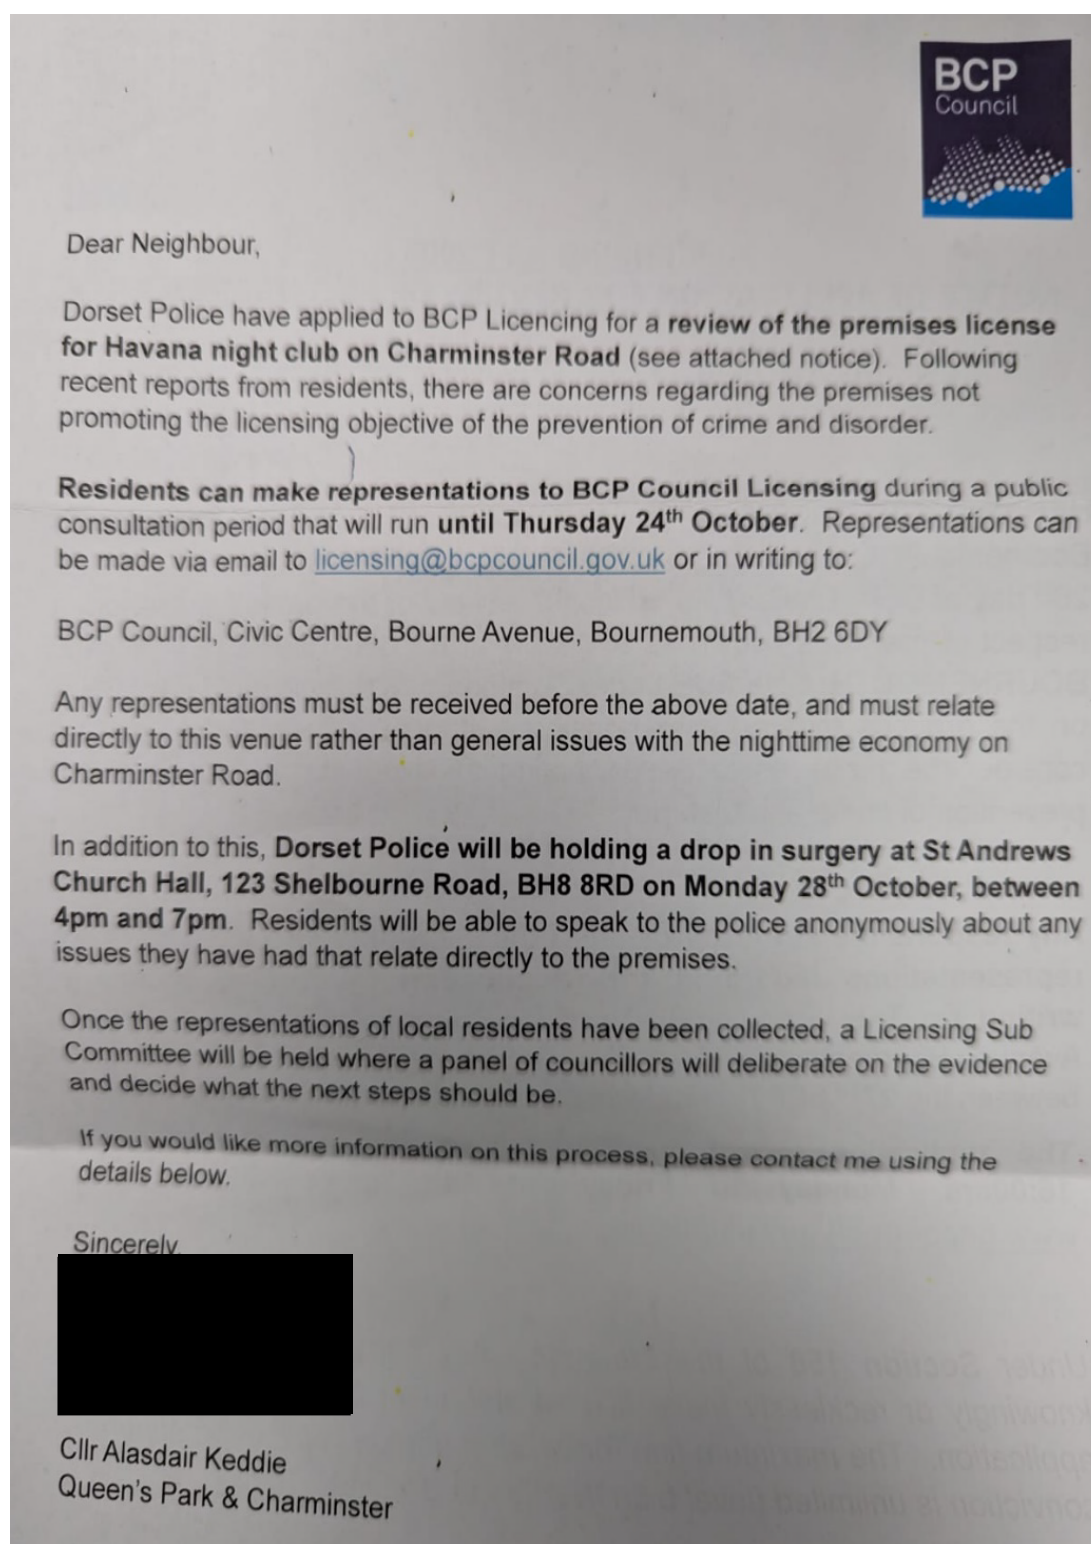 BCP
Council
Dear Neighbour,
Dorset Police have applied to BCP Licencing for a review of the premises license
for Havana night club on Charminster Road (see attached notice). Following
recent reports from residents, there are concerns regarding the premises not
promoting the licensing objective of the prevention of crime and disorder.
Residents can make representations to BCP Council Licensing during a public
consultation period that will run until Thursday 24th October. Representations can
be made via email to licensing@bcpcouncil.gov.uk or in writing to:
BCP Council, Civic Centre, Bourne Avenue, Bournemouth, BH2 6DY
Any representations must be received before the above date, and must relate
directly to this venue rather than general issues with the nighttime economy on
Charminster Road.
In addition to this, Dorset Police will be holding a drop in surgery at St Andrews
Church Hall, 123 Shelbourne Road, BH8 8RD on Monday 28th October, between
4pm and 7pm. Residents will be able to speak to the police anonymously about any
issues they have had that relate directly to the premises.
Once the representations of local residents have been collected, a Licensing Sub
Committee will be held where a panel of councillors will deliberate on the evidence
and decide what the next steps should be.
If you would like more information on this process, please contact me using the
details below.
Sincerely
Cllr Alasdair Keddie
Queen's Park & Charminster